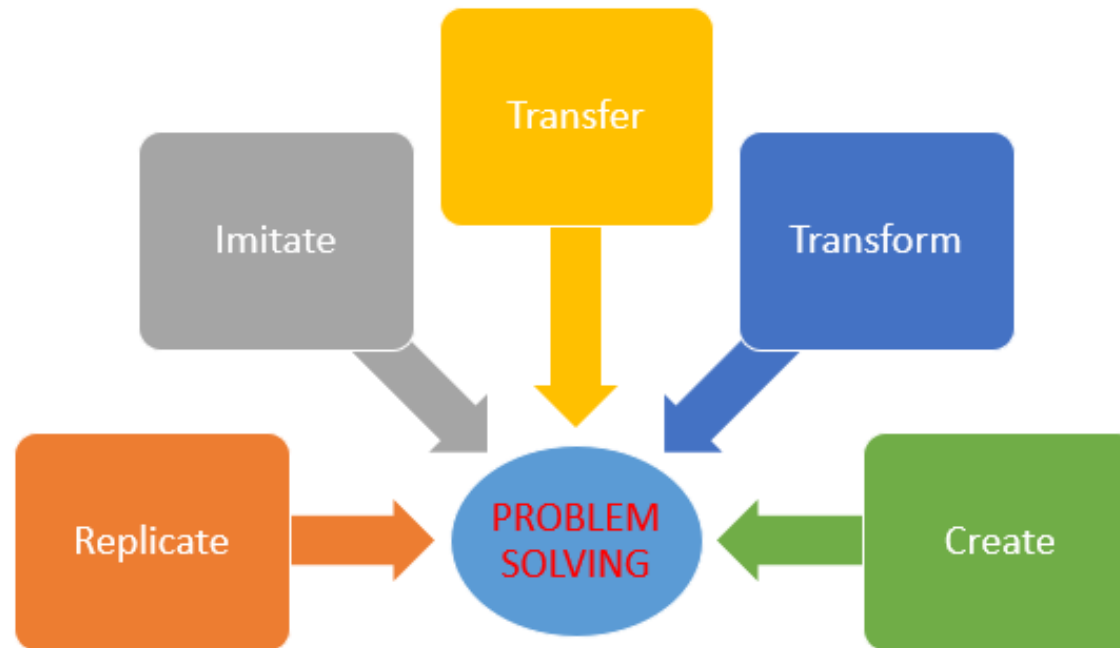 Transfer
Imitate
Transform
Replicate
PROBLEM
SOLVING
Create